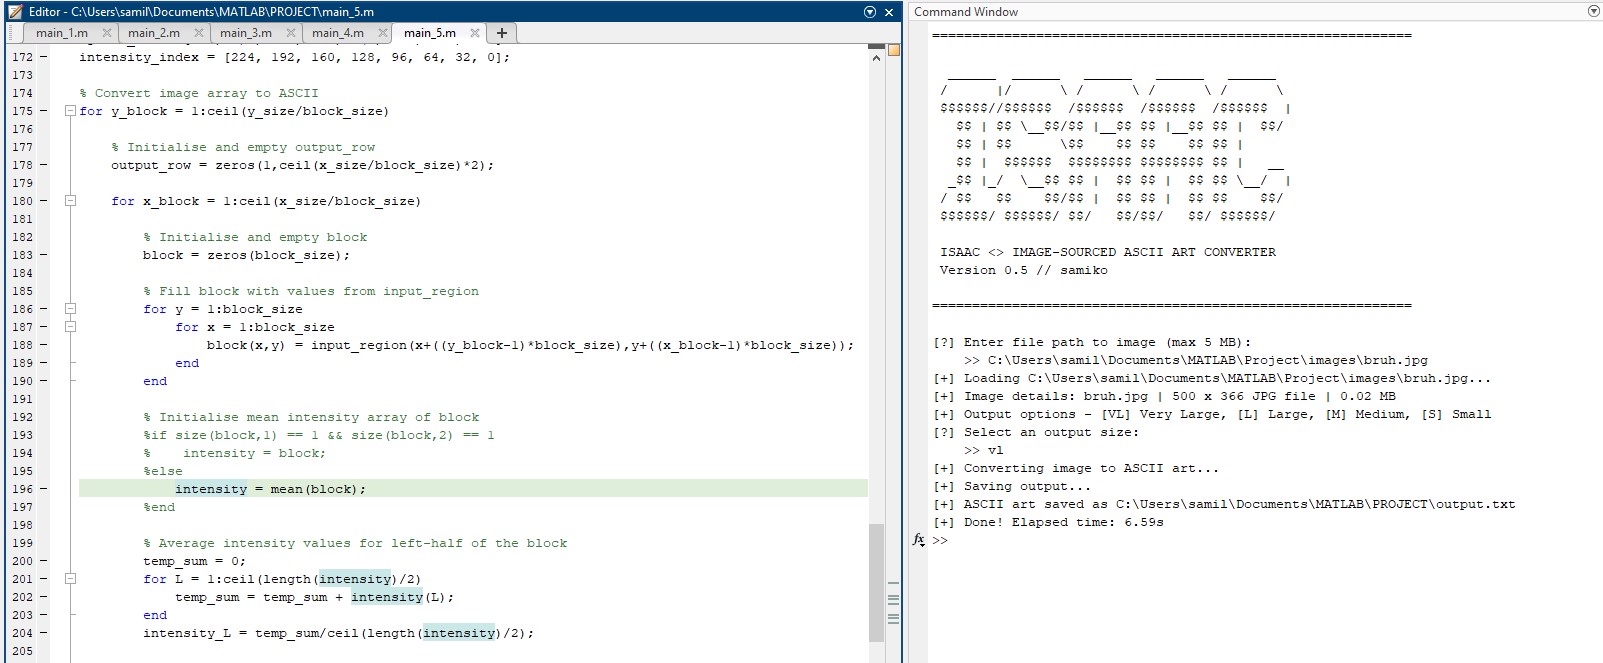 Editor - C:\Users\samil\Documents\MATLAB\PROJECT\main_5.m
main_1.m main_2.m main_3.m main_4.m main_5.m +
172 intensity_index = [224, 192, 160, 128, 96, 64, 32, 0];
173
174 % Convert image array to ASCII
175 for y_block = 1:ceil(y_size/block_size)
176
177 % Initialise and empty output_row
178 output_row = zeros(1,ceil(x_size/block_size)*2);
179
180 for x_block = 1:ceil(x_size/block_size)
181
182 % Initialise and empty block
183 block = zeros(block_size);
184
185 % Fill block with values from input_region
186 for y = 1:block_size
187 for x = 1:block_size
188 block(x,y) = input_region(x+((y_block-1)*block_size),y+((x_block-1)*block_size));
189 end
190 end
191
192 % Initialise mean intensity array of block
193 %if size(block,1) == 1 && size(block,2) == 1
194 %    intensity = block;
195 %else
196 intensity = mean(block);
197 %end
198
199 % Average intensity values for left-half of the block
200 temp_sum = 0;
201 for L = 1:ceil(length(intensity)/2)
202 temp_sum = temp_sum + intensity(L);
203 end
204 intensity_L = temp_sum/ceil(length(intensity)/2);
205
Command Window
============================================================
 ______  ______   ______   ______   ______
/      |/      \ /      \ /      \ /      \
$$$$$$//$$$$$$  /$$$$$$  /$$$$$$  /$$$$$$  |
  $$ | $$ \__$$/$$ |__$$ $$ |__$$ $$ |  $$/
  $$ | $$      \$$    $$ $$    $$ $$ |
  $$ |  $$$$$$  $$$$$$$$ $$$$$$$$ $$ |   __
 _$$ |_/  \__$$ $$ |  $$ $$ |  $$ $$ \__/  |
/ $$   $$    $$/$$ |  $$ $$ |  $$ $$    $$/
$$$$$$/ $$$$$$/ $$/   $$/$$/   $$/ $$$$$$/
ISAAC <> IMAGE-SOURCED ASCII ART CONVERTER
Version 0.5 // samiko
============================================================
[?] Enter file path to image (max 5 MB):
>> C:\Users\samil\Documents\MATLAB\Project\images\bruh.jpg
[+] Loading C:\Users\samil\Documents\MATLAB\Project\images\bruh.jpg...
[+] Image details: bruh.jpg | 500 x 366 JPG file | 0.02 MB
[+] Output options - [VL] Very Large, [L] Large, [M] Medium, [S] Small
[?] Select an output size:
>> vl
[+] Converting image to ASCII art...
[+] Saving output...
[+] ASCII art saved as C:\Users\samil\Documents\MATLAB\PROJECT\output.txt
[+] Done! Elapsed time: 6.59s
fx >>